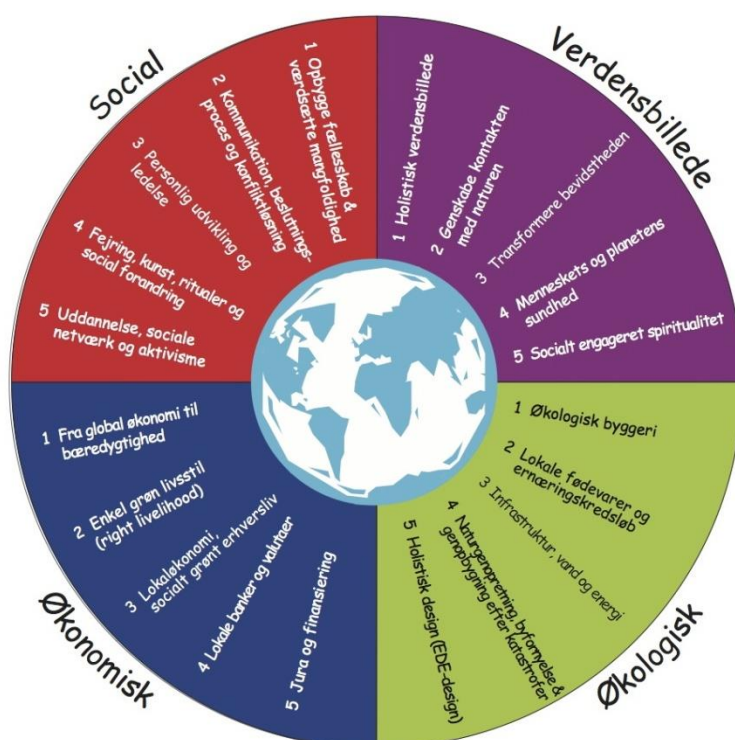 Social
1 Opbygge fællesskab &
værdsætte mangfoldighed
2 Kommunikation, beslutnings-
proces og konfliktløsning
3 Personlig udvikling og
ledelse
4 Fejring, kunst, ritualer og
social forandring
5 Uddannelse, sociale
netværk og aktivisme
Verdensbillede
1 Holistisk verdensbillede
2 Genskabe kontakten
med naturen
3 Transformere bevidstheden
4 Menneskets og planetens
sundhed
5 Socialt engageret spiritualitet
Økonomisk
1 Fra global økonomi til
bæredygtighed
2 Enkel grøn livsstil
(right livelihood)
3 Lokaløkonomi,
socialt grønt erhversliv
4 Lokale banker og valutaer
5 Jura og finansiering
Økologisk
1 Økologisk byggeri
2 Lokale fødevarer og
ernæringskredsløb
3 Infrastruktur, vand og energi
4 Naturgenopretning, byfornyelse &
genopbygning efter katastrofer
5 Holistisk design (EDE-design)